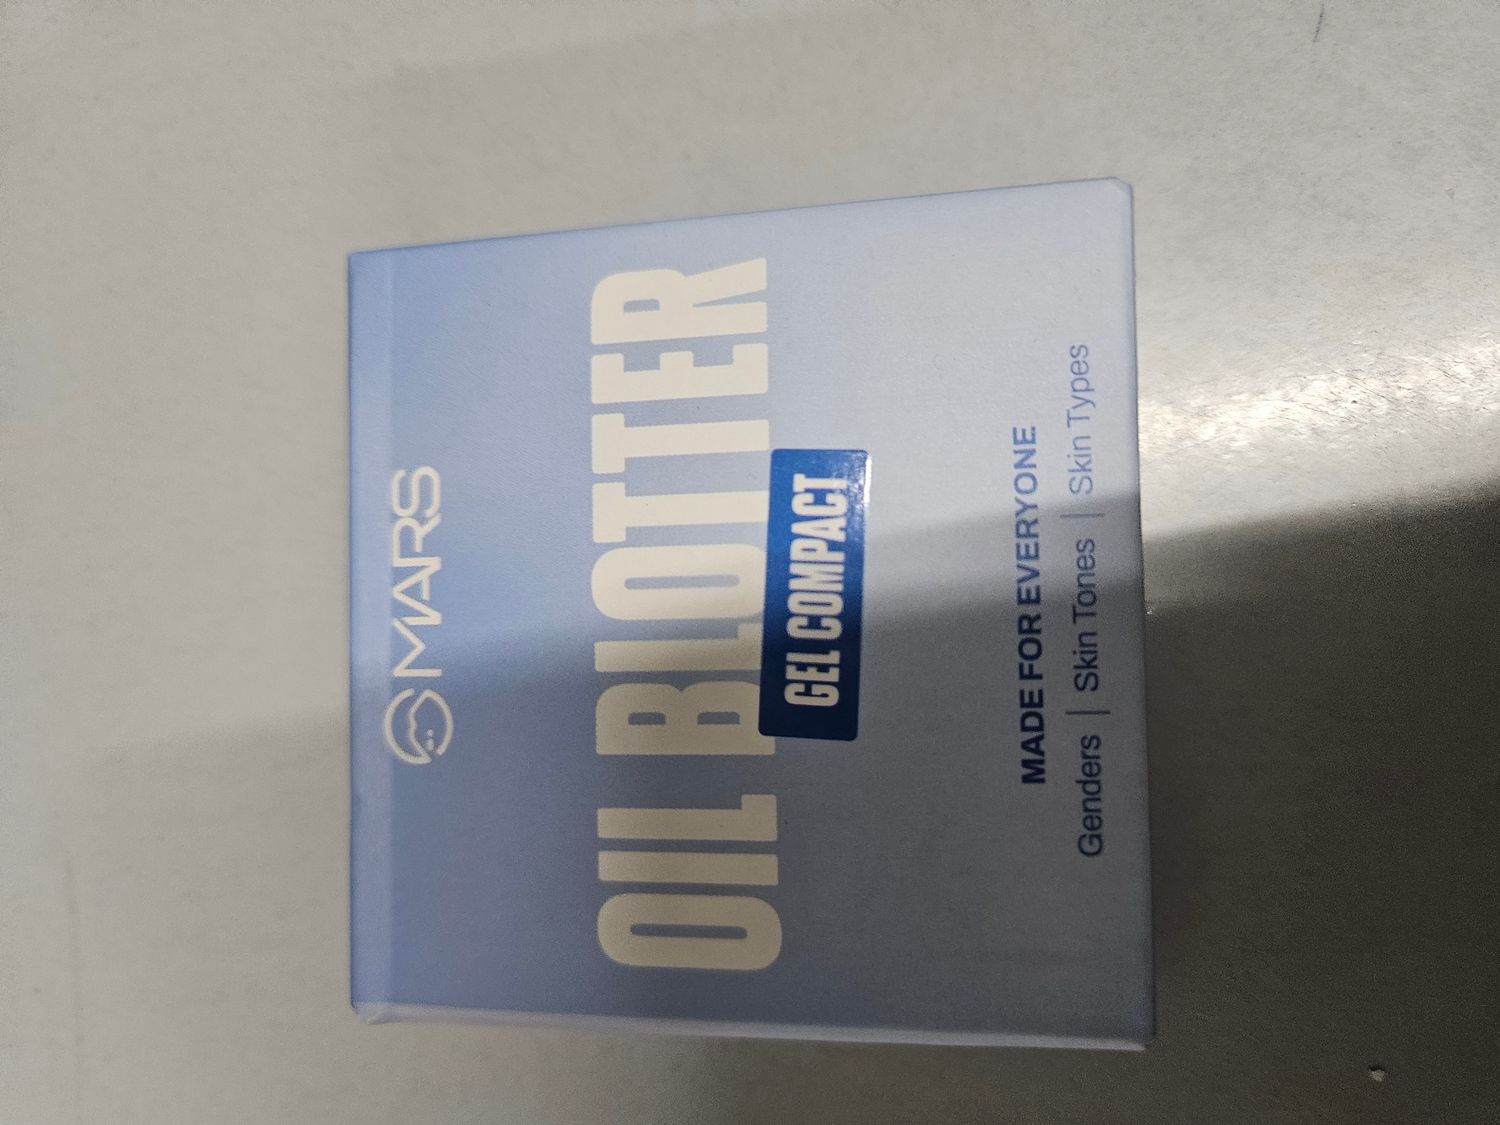 MARS
OIL BLOTTER
GEL COMPACT
MADE FOR EVERYONE
Genders | Skin Tones | Skin Types